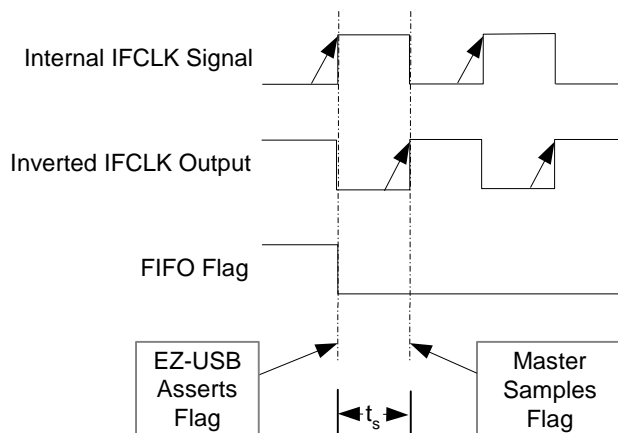 Internal IFCLK Signal
Inverted IFCLK Output
FIFO Flag
EZ-USB
Asserts
Flag
ts
Master
Samples
Flag